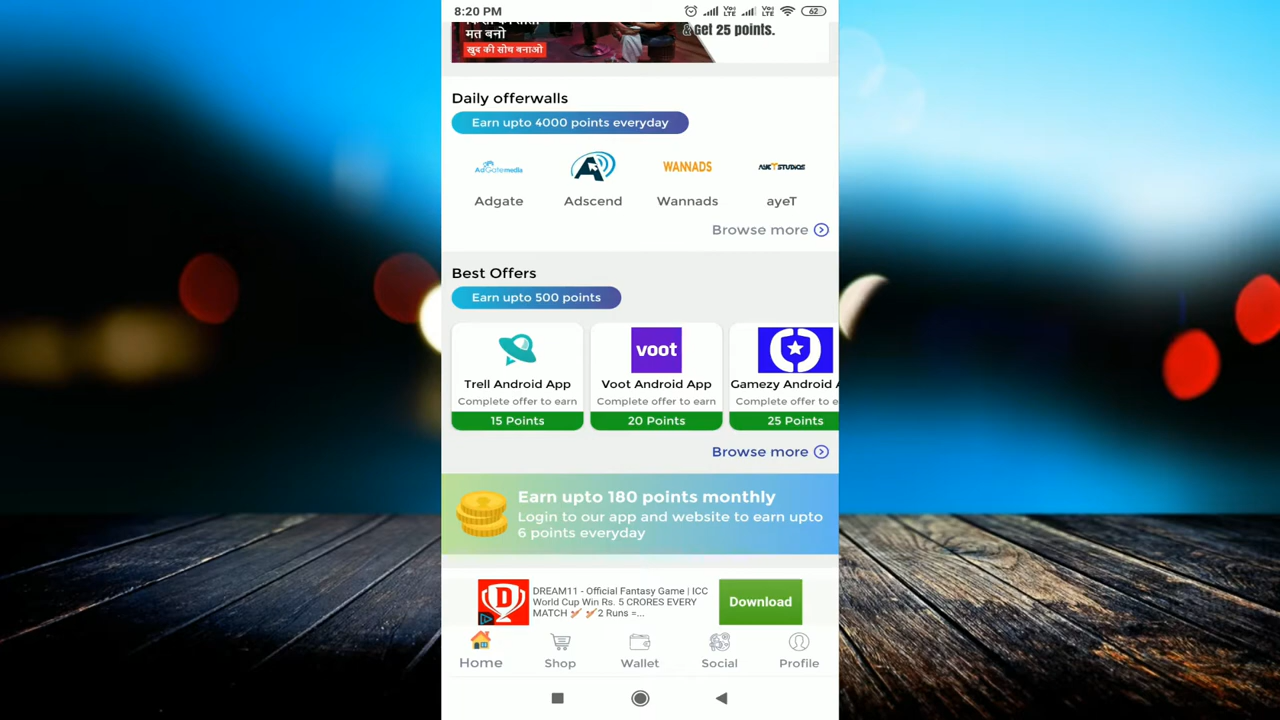 8:20 PM
62
मत बनो
खुद की सोच बनाओ
& Get 25 points.
Daily offerwalls
Earn upto 4000 points everyday
AdGatemedia
WANNADS
AYETSTUDIOS
Adgate Adscend Wannads ayeT
Browse more
Best Offers
Earn upto 500 points
voot
Trell Android App Voot Android App Gamezy Android A
Complete offer to earn Complete offer to earn Complete offer to e
15 Points 20 Points 25 Points
Browse more
Earn upto 180 points monthly
Login to our app and website to earn upto
6 points everyday
DREAM11 - Official Fantasy Game | ICC
World Cup Win Rs. 5 CRORES EVERY
MATCH 🏏 🏏2 Runs =...
Download
Home Shop Wallet Social Profile